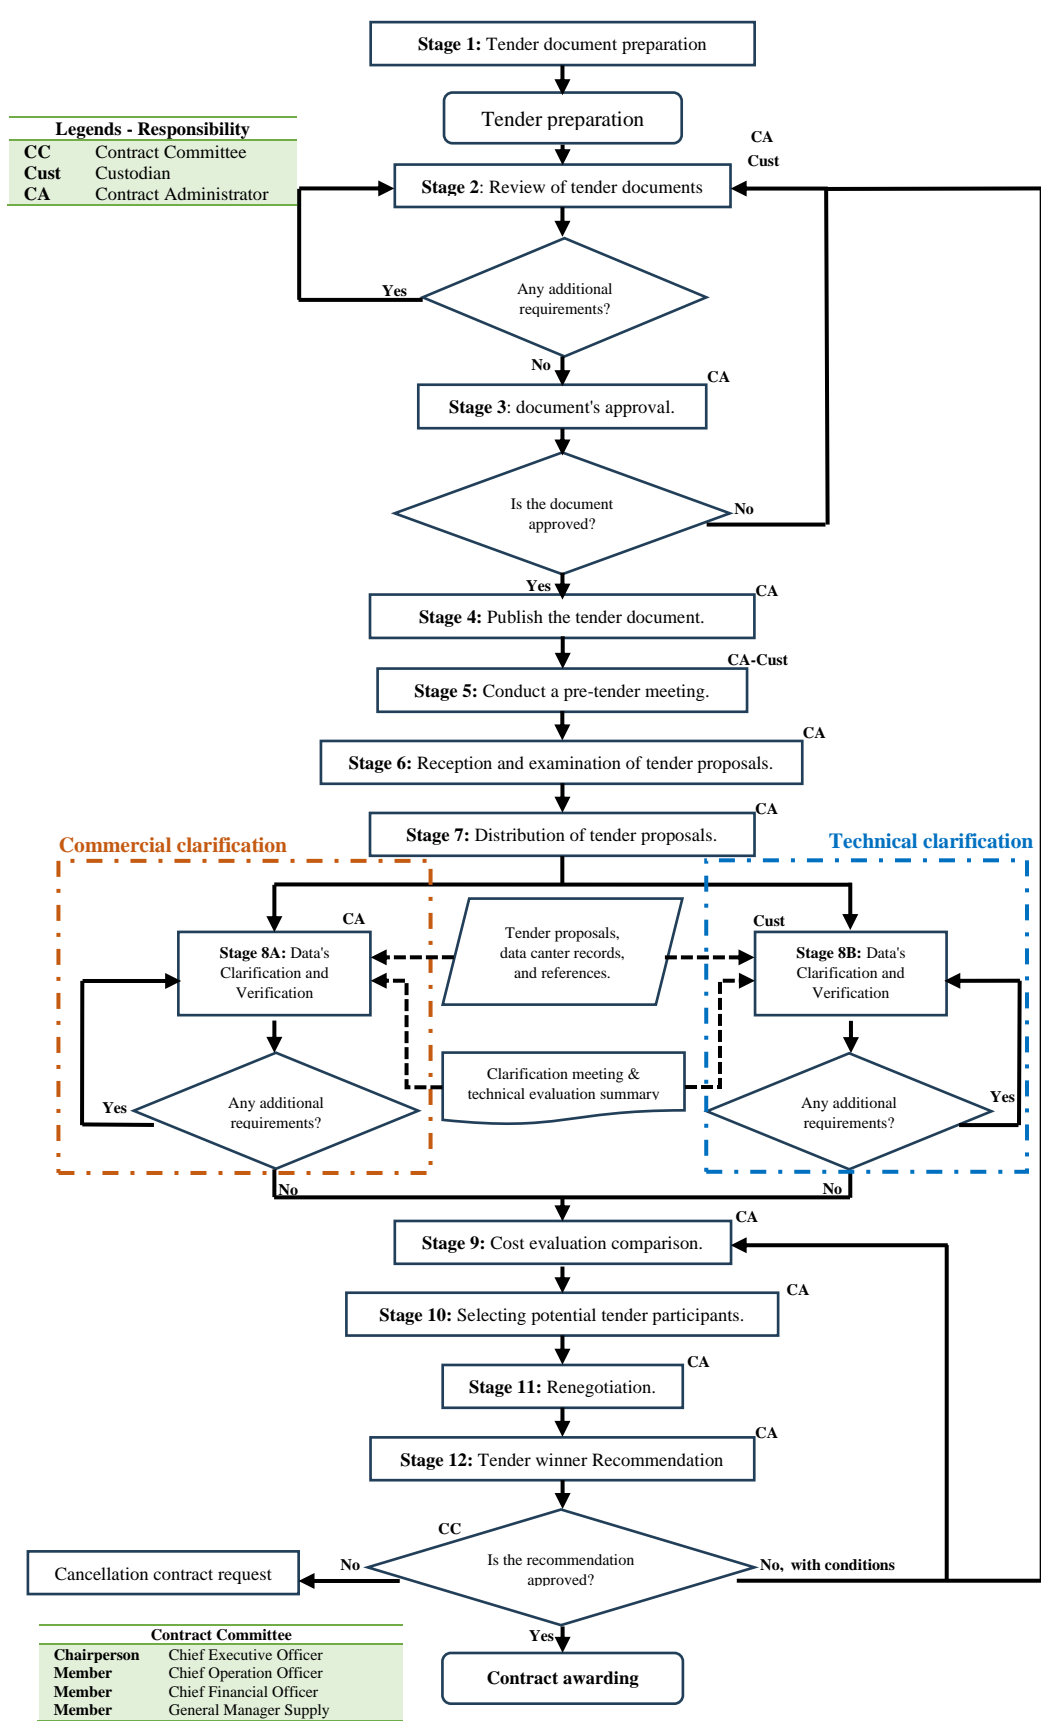 Stage 1: Tender document preparation
Tender preparation
Legends - Responsibility
CC Contract Committee
Cust Custodian
CA Contract Administrator
CA
Cust
Stage 2: Review of tender documents
Any additional
requirements?
Yes
No
CA
Stage 3: document's approval.
Is the document
approved?
No
Yes
CA
Stage 4: Publish the tender document.
CA-Cust
Stage 5: Conduct a pre-tender meeting.
CA
Stage 6: Reception and examination of tender proposals.
CA
Stage 7: Distribution of tender proposals.
Commercial clarification
Technical clarification
CA
Stage 8A: Data's
Clarification and
Verification
Tender proposals,
data canter records,
and references.
Cust
Stage 8B: Data's
Clarification and
Verification
Clarification meeting &
technical evaluation summary
Yes
Any additional
requirements?
Any additional
requirements?
Yes
No
No
CA
Stage 9: Cost evaluation comparison.
CA
Stage 10: Selecting potential tender participants.
CA
Stage 11: Renegotiation.
CA
Stage 12: Tender winner Recommendation
CC
Is the recommendation
approved?
No
No, with conditions
Cancellation contract request
Yes
Contract awarding
Contract Committee
Chairperson Chief Executive Officer
Member Chief Operation Officer
Member Chief Financial Officer
Member General Manager Supply